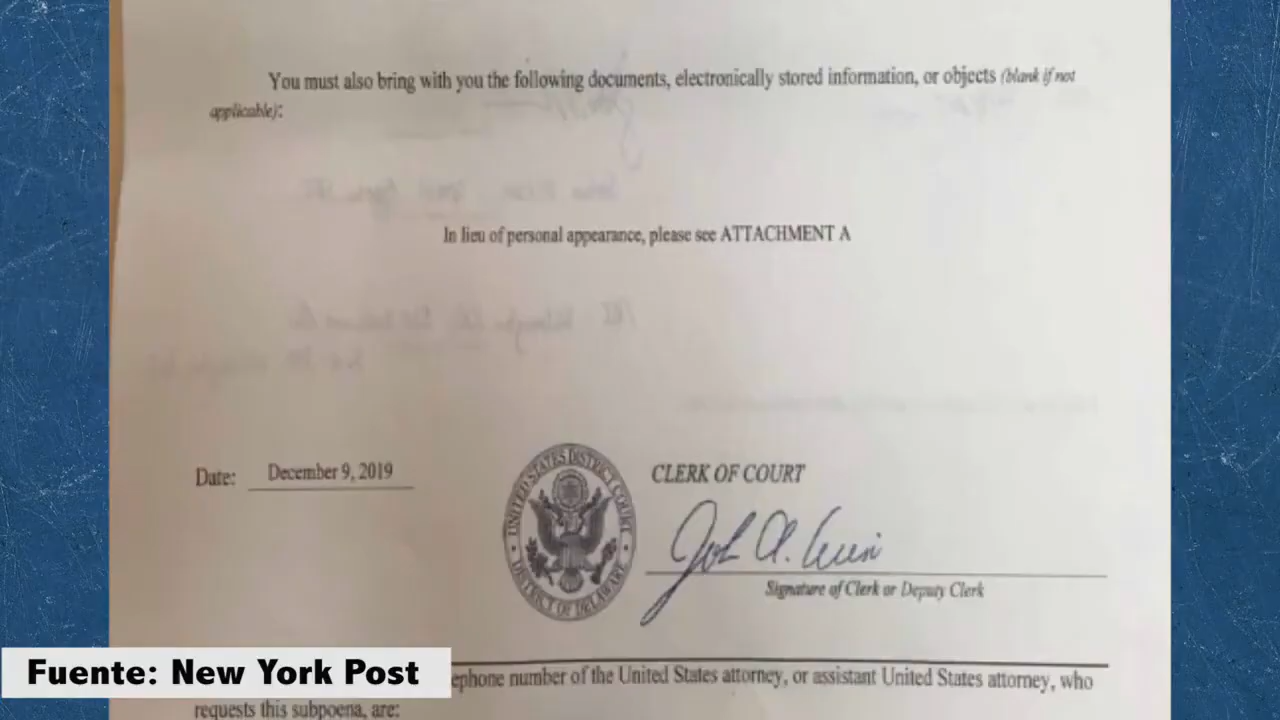 You must also bring with you the following documents, electronically stored information, or objects (blank if not
applicable):
In lieu of personal appearance, please see ATTACHMENT A
Date: December 9, 2019
UNITED STATES DISTRICT COURT
DISTRICT OF DELAWARE
CLERK OF COURT
John A.
Signature of Clerk or Deputy Clerk
Fuente: New York Post
ephone number of the United States attorney, or assistant United States attorney, who
requests this subpoena, are: